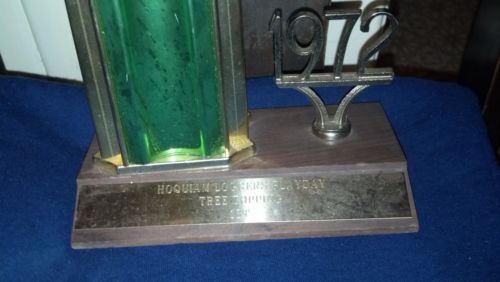 1972
HOQUIAM LOGGERS PLAYDAY
TREE TOPPING